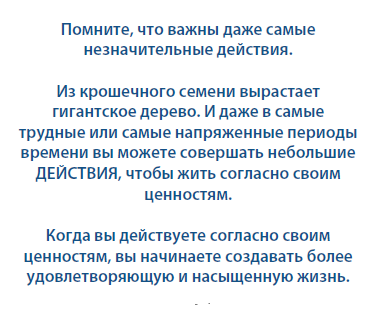 Помните, что важны даже самые
незначительные действия.
Из крошечного семени вырастает
гигантское дерево. И даже в самые
трудные или самые напряженные периоды
времени вы можете совершать небольшие
ДЕЙСТВИЯ, чтобы жить согласно своим
ценностям.
Когда вы действуете согласно своим
ценностям, вы начинаете создавать более
удовлетворяющую и насыщенную жизнь.